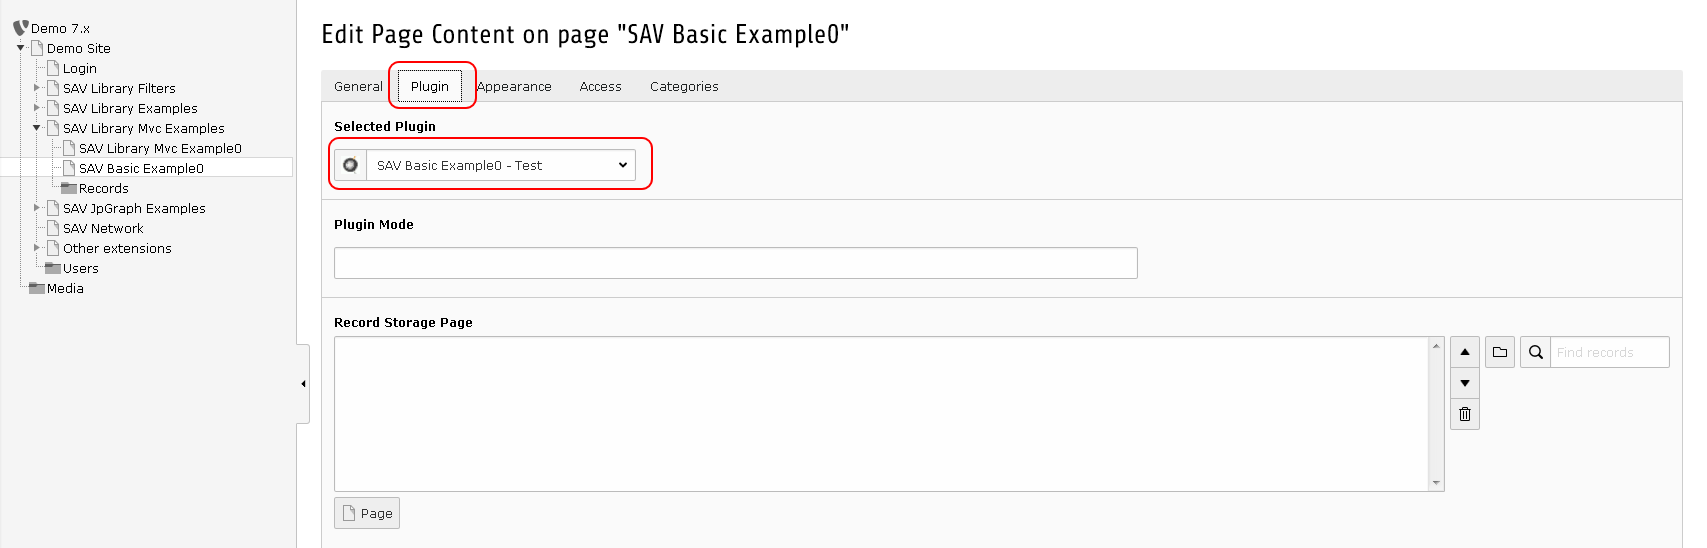 Demo 7.x
Demo Site
Login
SAV Library Filters
SAV Library Examples
SAV Library Mvc Examples
SAV Library Mvc Example0
SAV Basic Example0
Records
SAV JpGraph Examples
SAV Network
Other extensions
Users
Media
Edit Page Content on page "SAV Basic Example0"
General Plugin Appearance Access Categories
Selected Plugin
SAV Basic Example0 - Test
Plugin Mode
Record Storage Page
Find records
Page